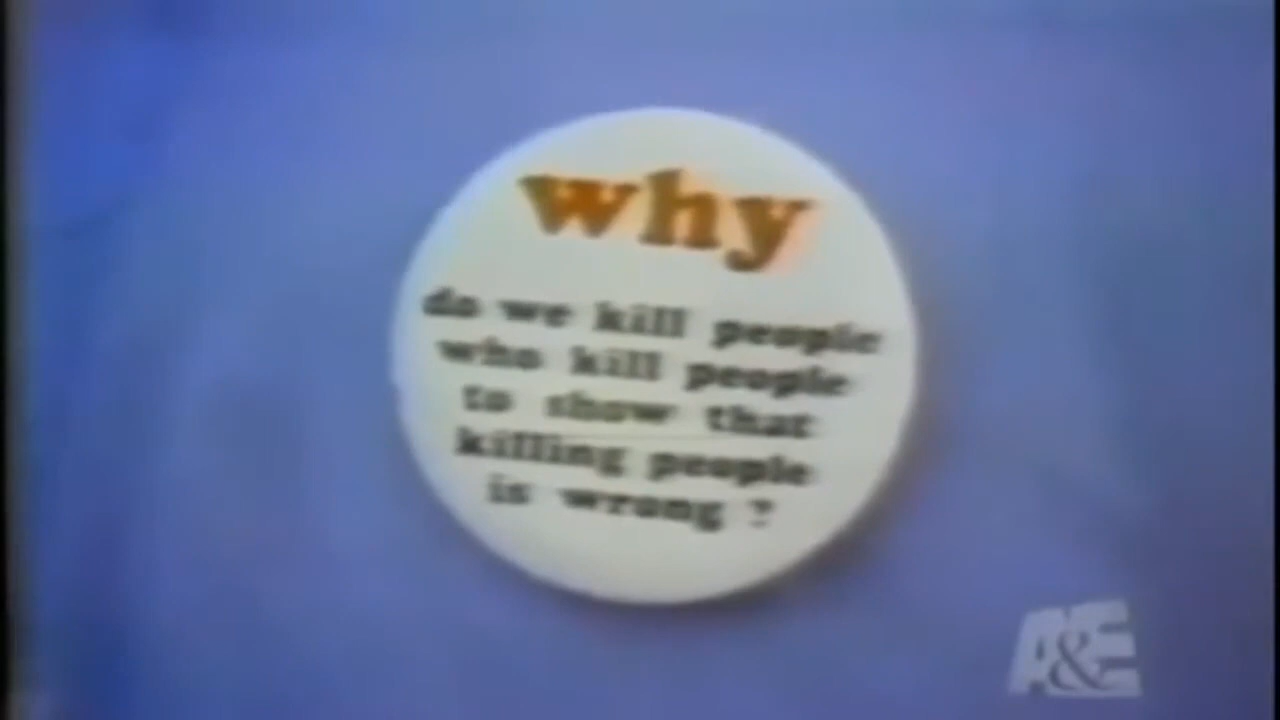 why
do we kill people
who kill people
to show that
killing people
is wrong ?
A&E